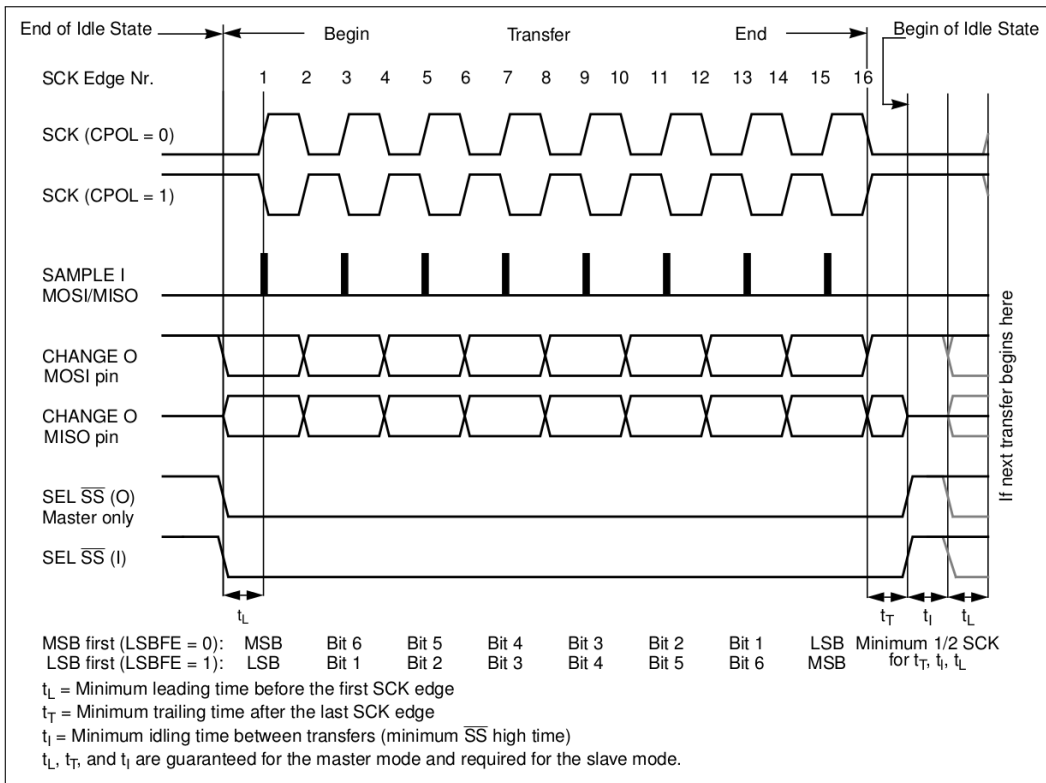 End of Idle State
Begin
Transfer
End
Begin of Idle State
SCK Edge Nr.
1 2 3 4 5 6 7 8 9 10 11 12 13 14 15 16
SCK (CPOL = 0)
SCK (CPOL = 1)
SAMPLE I
MOSI/MISO
CHANGE O
MOSI pin
CHANGE O
MISO pin
SEL SS (O)
Master only
SEL SS (I)
If next transfer begins here
tL
tT tI tL
MSB first (LSBFE = 0): MSB Bit 6 Bit 5 Bit 4 Bit 3 Bit 2 Bit 1 LSB Minimum 1/2 SCK
LSB first (LSBFE = 1): LSB Bit 1 Bit 2 Bit 3 Bit 4 Bit 5 Bit 6 MSB for tT, tI, tL
tL = Minimum leading time before the first SCK edge
tT = Minimum trailing time after the last SCK edge
tI = Minimum idling time between transfers (minimum SS high time)
tL, tT, and tI are guaranteed for the master mode and required for the slave mode.